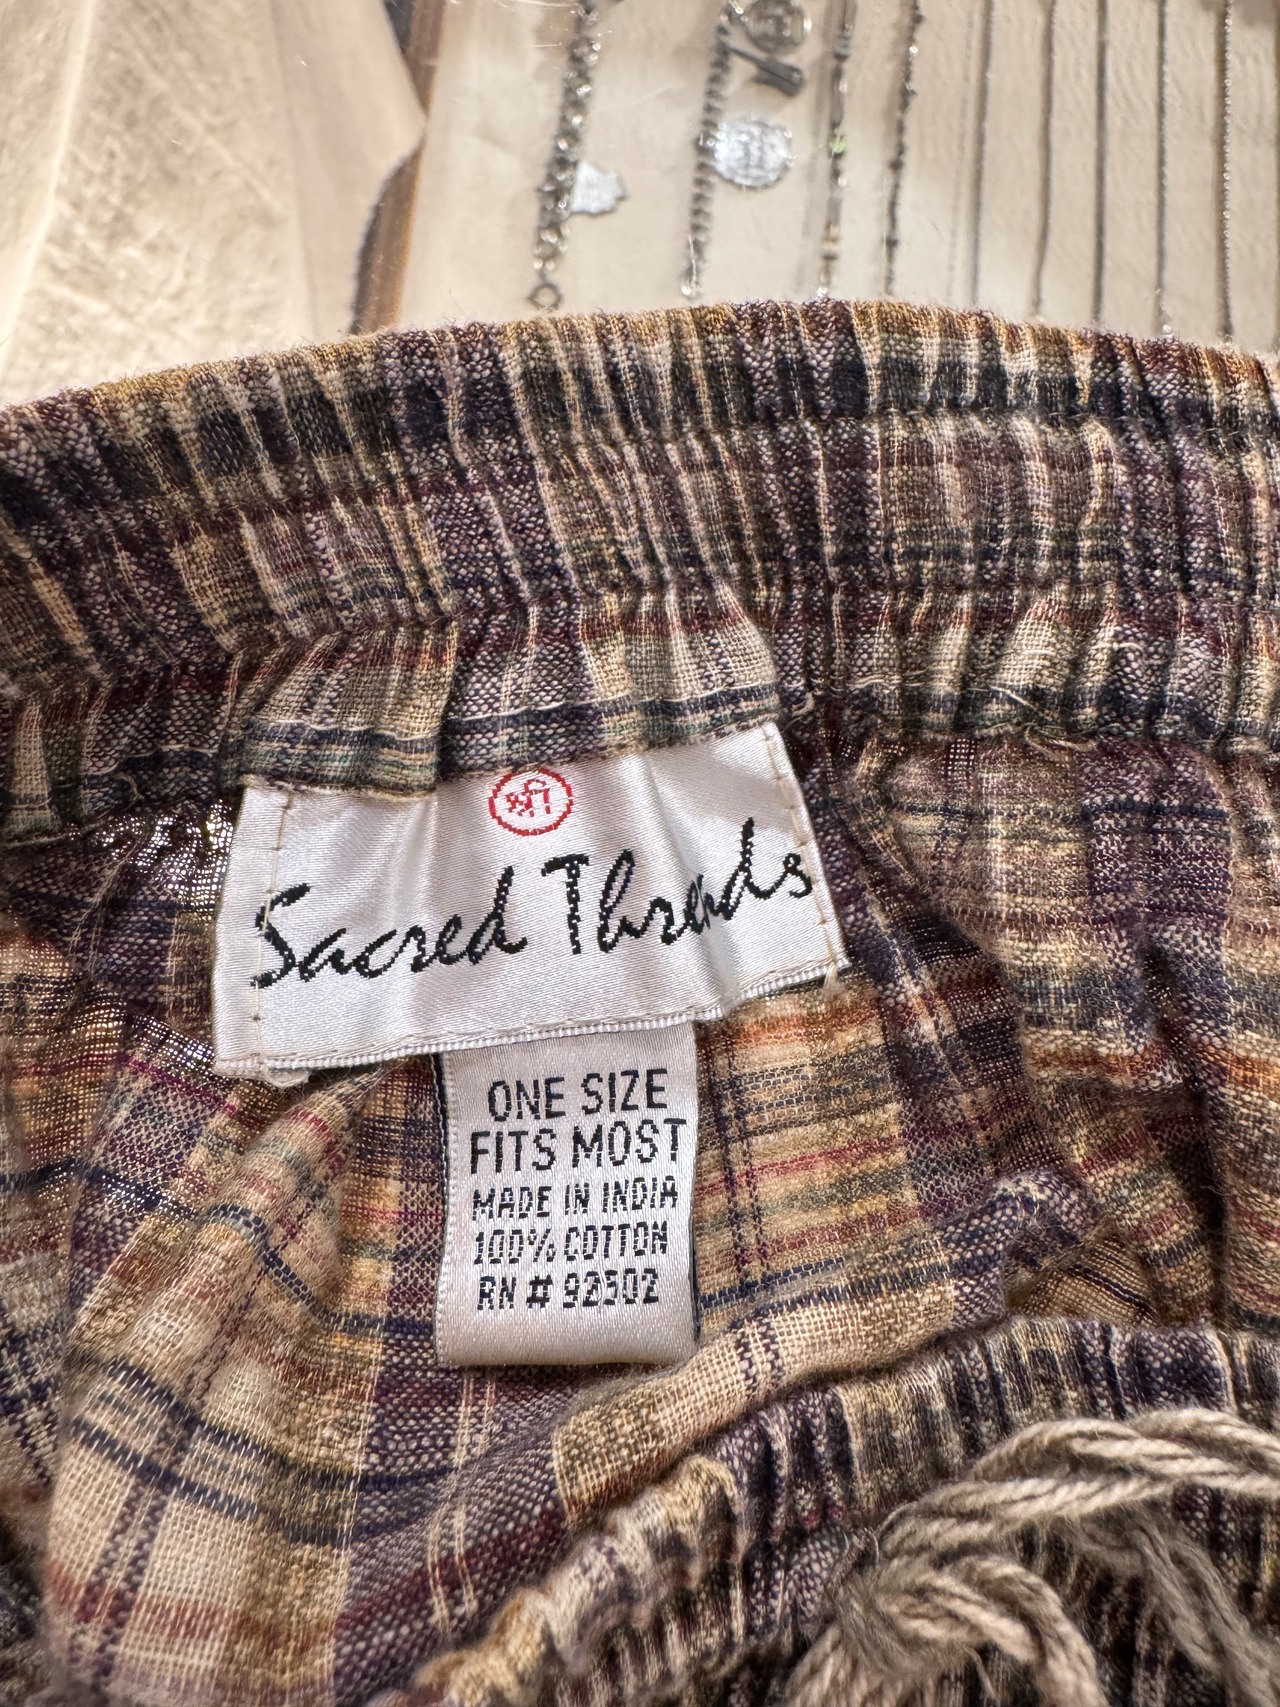 Sacred Threads
ONE SIZE
FITS MOST
MADE IN INDIA
100% COTTON
RN # 92502